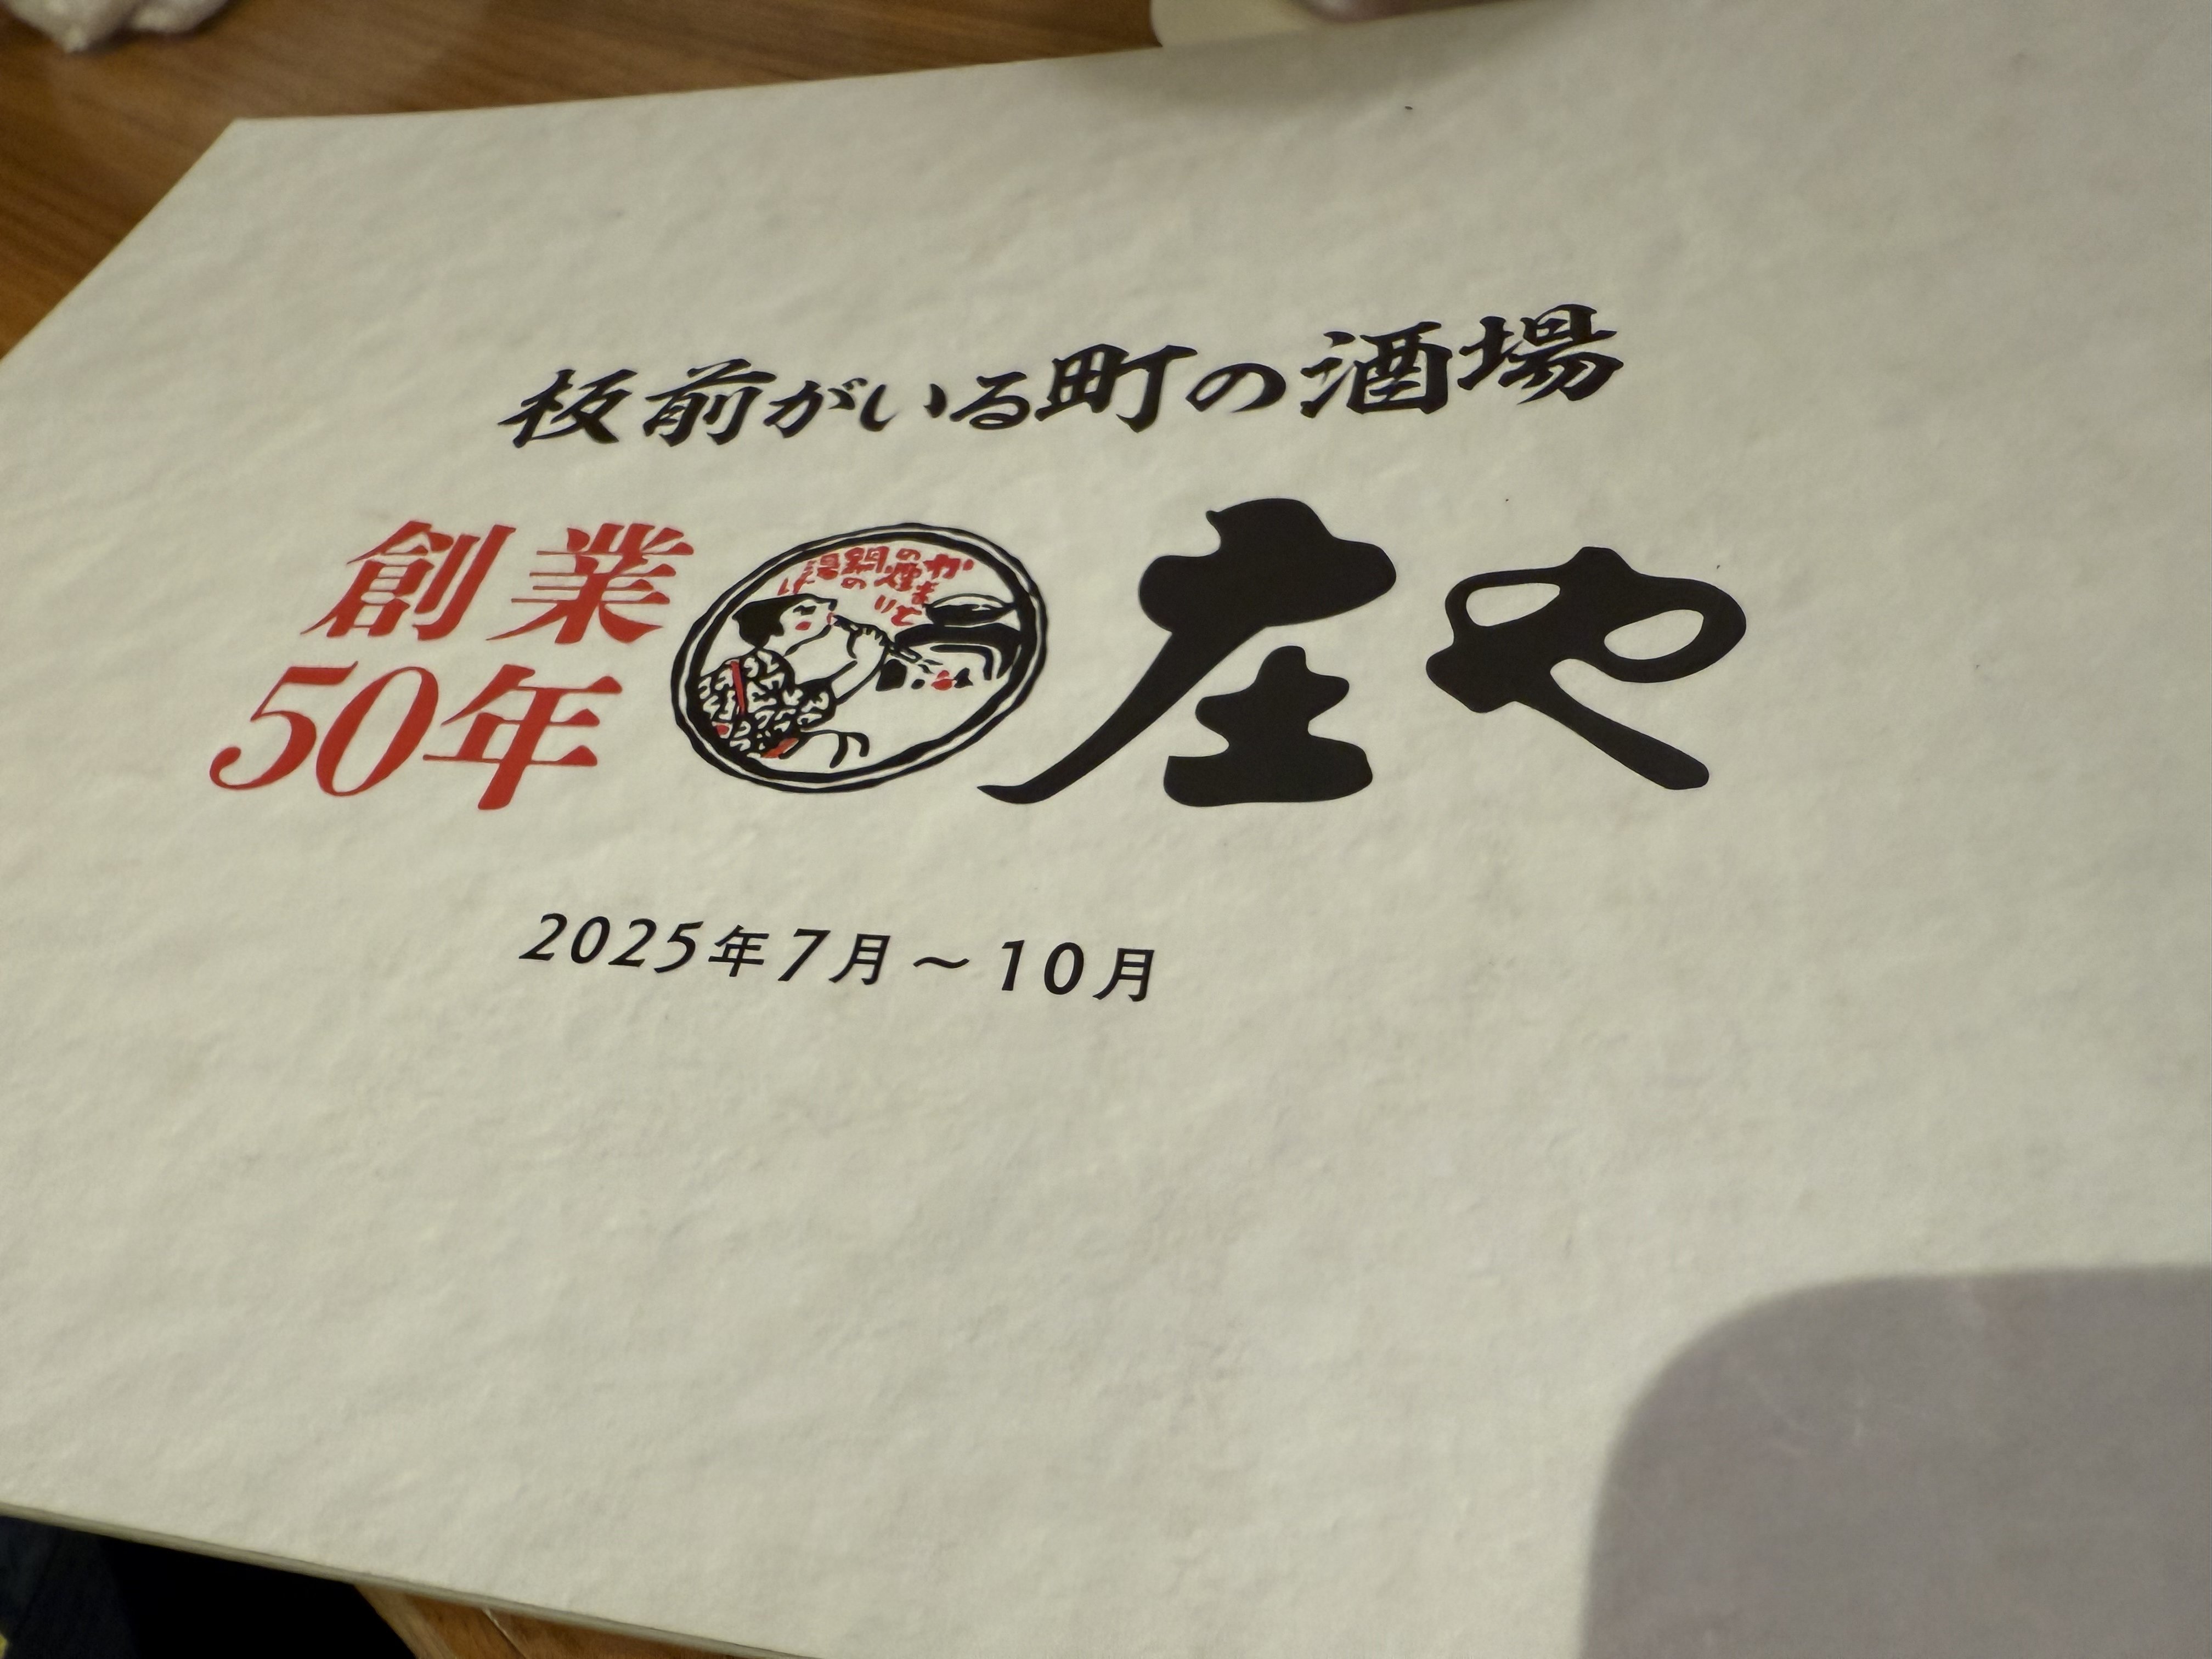 板前がいる町の酒場
創業
50年
庄や
2025年7月～10月